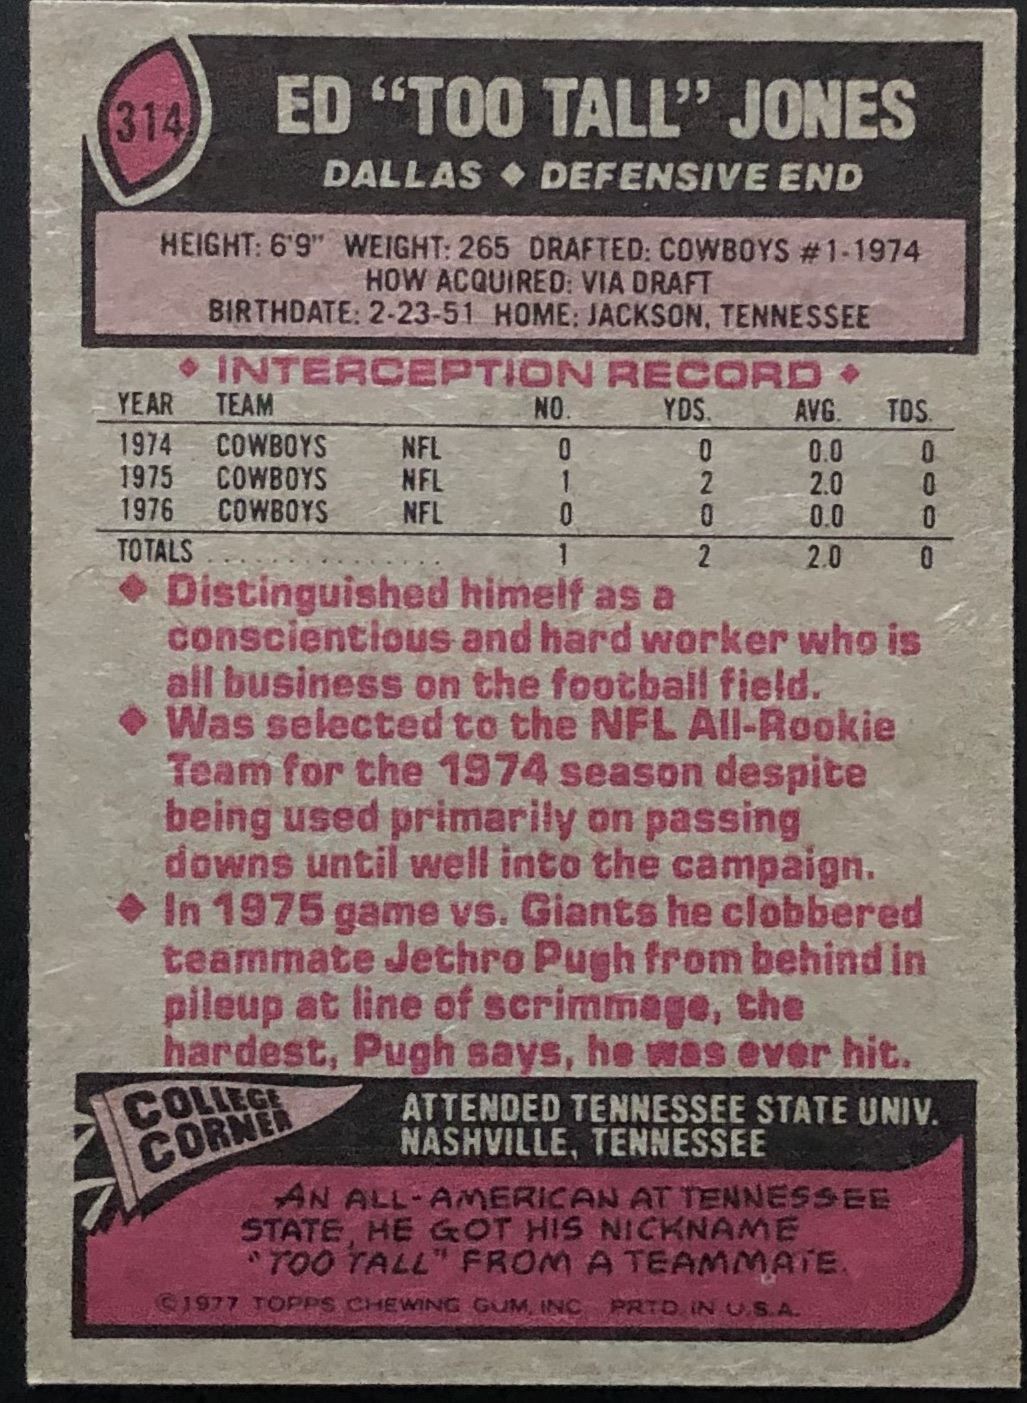 314
ED “TOO TALL” JONES
DALLAS ◆ DEFENSIVE END
HEIGHT: 6'9" WEIGHT: 265 DRAFTED: COWBOYS #1-1974
HOW ACQUIRED: VIA DRAFT
BIRTHDATE: 2-23-51 HOME: JACKSON, TENNESSEE
◆ INTERCEPTION RECORD ◆
YEAR TEAM NO. YDS. AVG. TDS.
1974 COWBOYS NFL 0 0 0.0 0
1975 COWBOYS NFL 1 2 2.0 0
1976 COWBOYS NFL 0 0 0.0 0
TOTALS . . . . . . . . . . . . . . . 1 2 2.0 0
◆ Distinguished himelf as a
conscientious and hard worker who is
all business on the football field.
◆ Was selected to the NFL All-Rookie
Team for the 1974 season despite
being used primarily on passing
downs until well into the campaign.
◆ In 1975 game vs. Giants he clobbered
teammate Jethro Pugh from behind in
pileup at line of scrimmage, the
hardest, Pugh says, he was ever hit.
COLLEGE
CORNER
ATTENDED TENNESSEE STATE UNIV.
NASHVILLE, TENNESSEE
AN ALL-AMERICAN AT TENNESSEE
STATE, HE GOT HIS NICKNAME
"TOO TALL" FROM A TEAMMATE.
©1977 TOPPS CHEWING GUM, INC. PRTD. IN U.S.A.